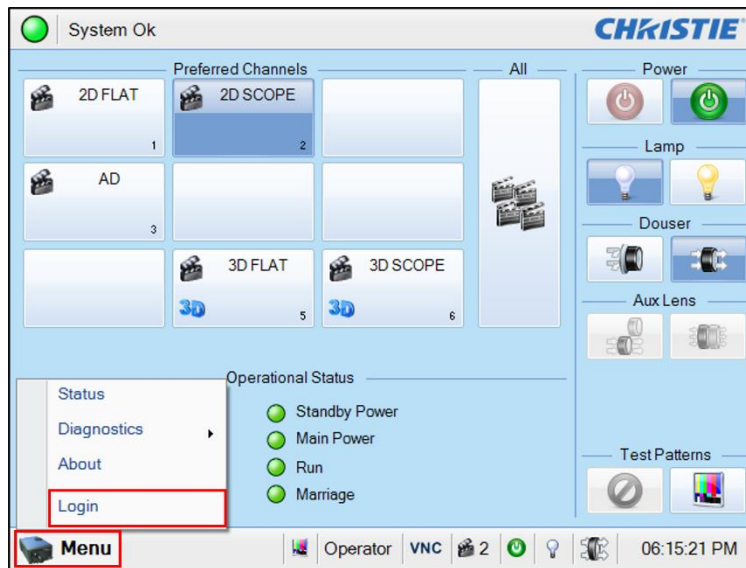 System Ok
CHRISTIE
Preferred Channels
All
Power
2D FLAT
1
2D SCOPE
2
Lamp
AD
3
Douser
3D FLAT
3D
5
3D SCOPE
3D
6
Aux Lens
Operational Status
Standby Power
Main Power
Run
Marriage
Status
Diagnostics
About
Login
Test Patterns
Menu
Operator
VNC
2
06:15:21 PM